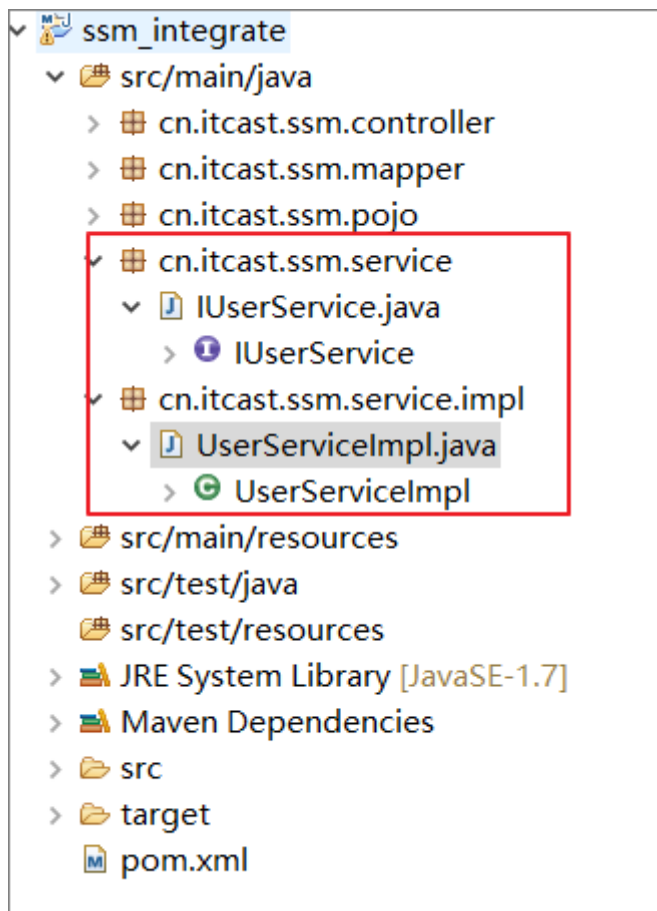 ssm_integrate
src/main/java
cn.itcast.ssm.controller
cn.itcast.ssm.mapper
cn.itcast.ssm.pojo
cn.itcast.ssm.service
IUserService.java
IUserService
cn.itcast.ssm.service.impl
UserServiceImpl.java
UserServiceImpl
src/main/resources
src/test/java
src/test/resources
JRE System Library [JavaSE-1.7]
Maven Dependencies
src
target
pom.xml